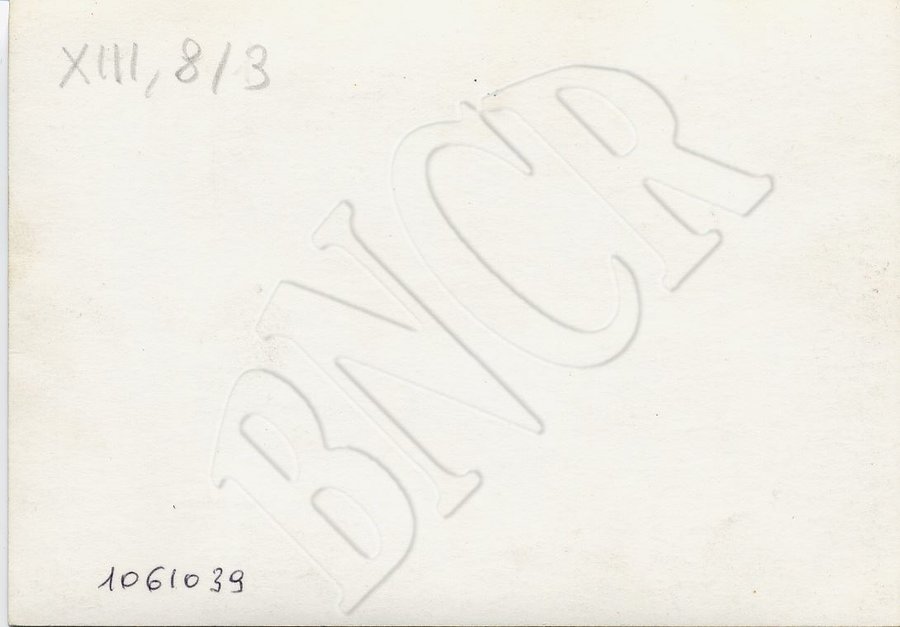 XIII, 8/3
BNCR
1061039